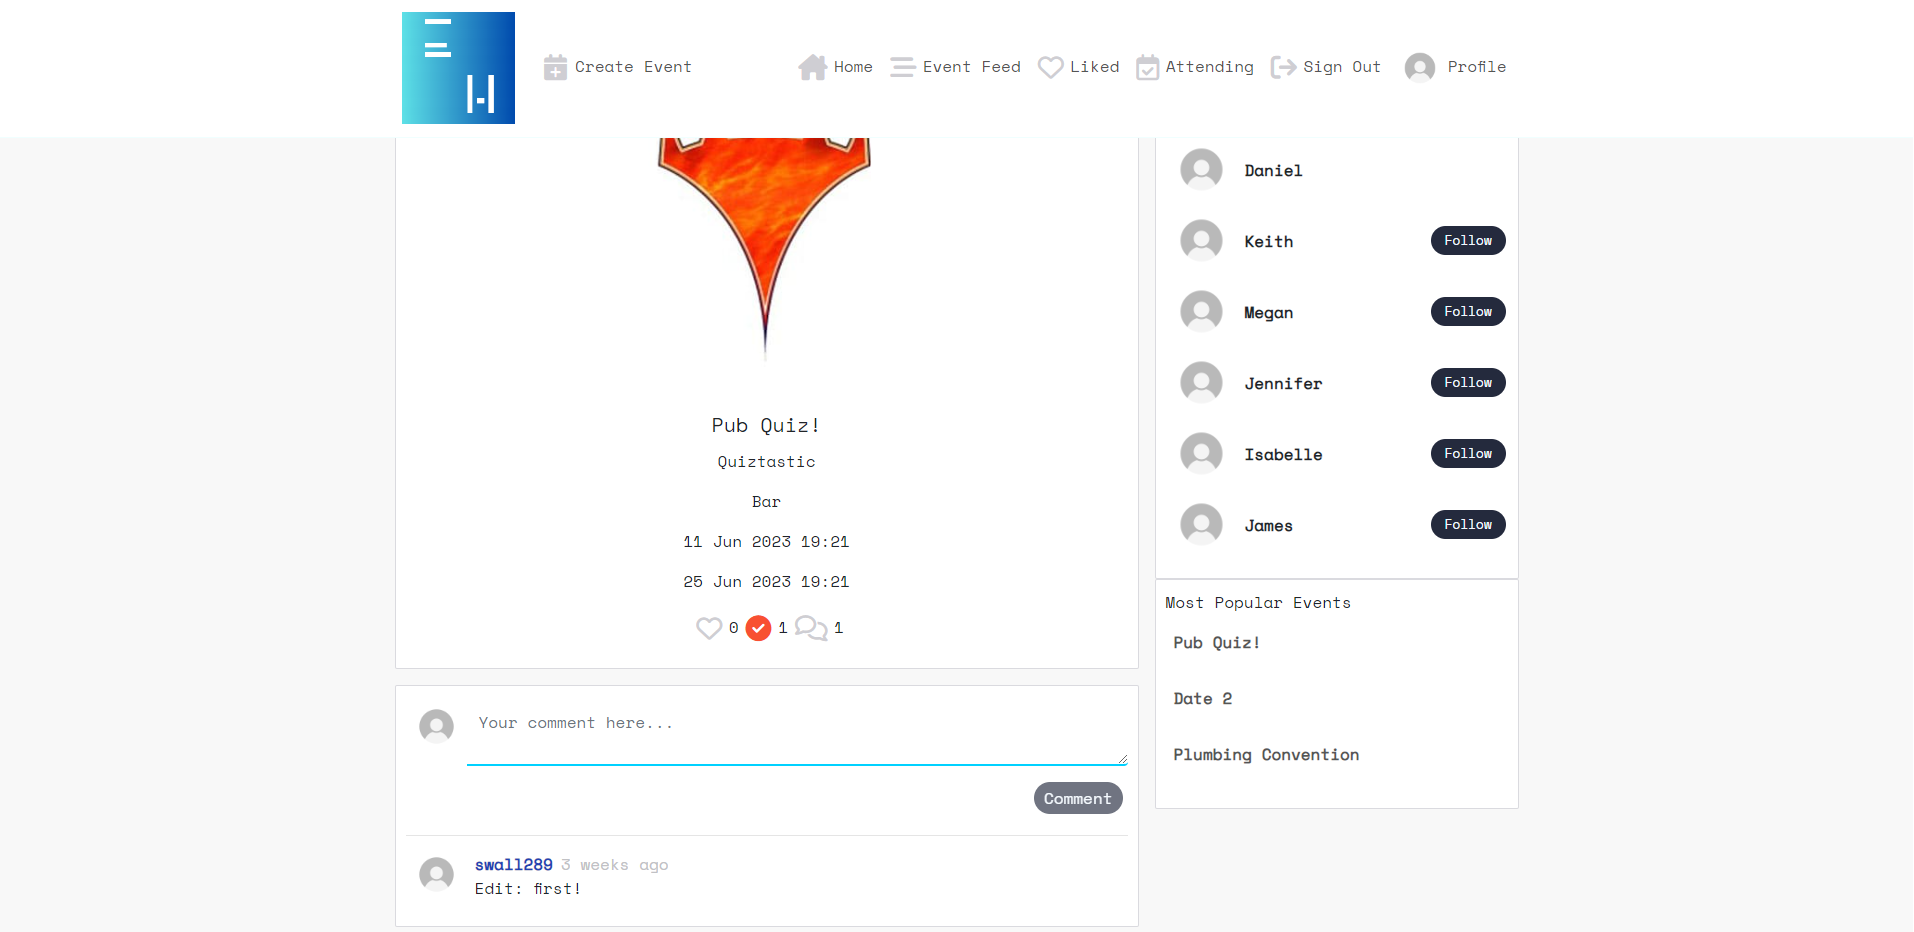 Create Event
Home
Event Feed
Liked
Attending
Sign Out
Profile
Pub Quiz!
Quiztastic
Bar
11 Jun 2023 19:21
25 Jun 2023 19:21
0 1 1
Your comment here...
Comment
swall289 3 weeks ago
Edit: first!
Daniel
Keith Follow
Megan Follow
Jennifer Follow
Isabelle Follow
James Follow
Most Popular Events
Pub Quiz!
Date 2
Plumbing Convention